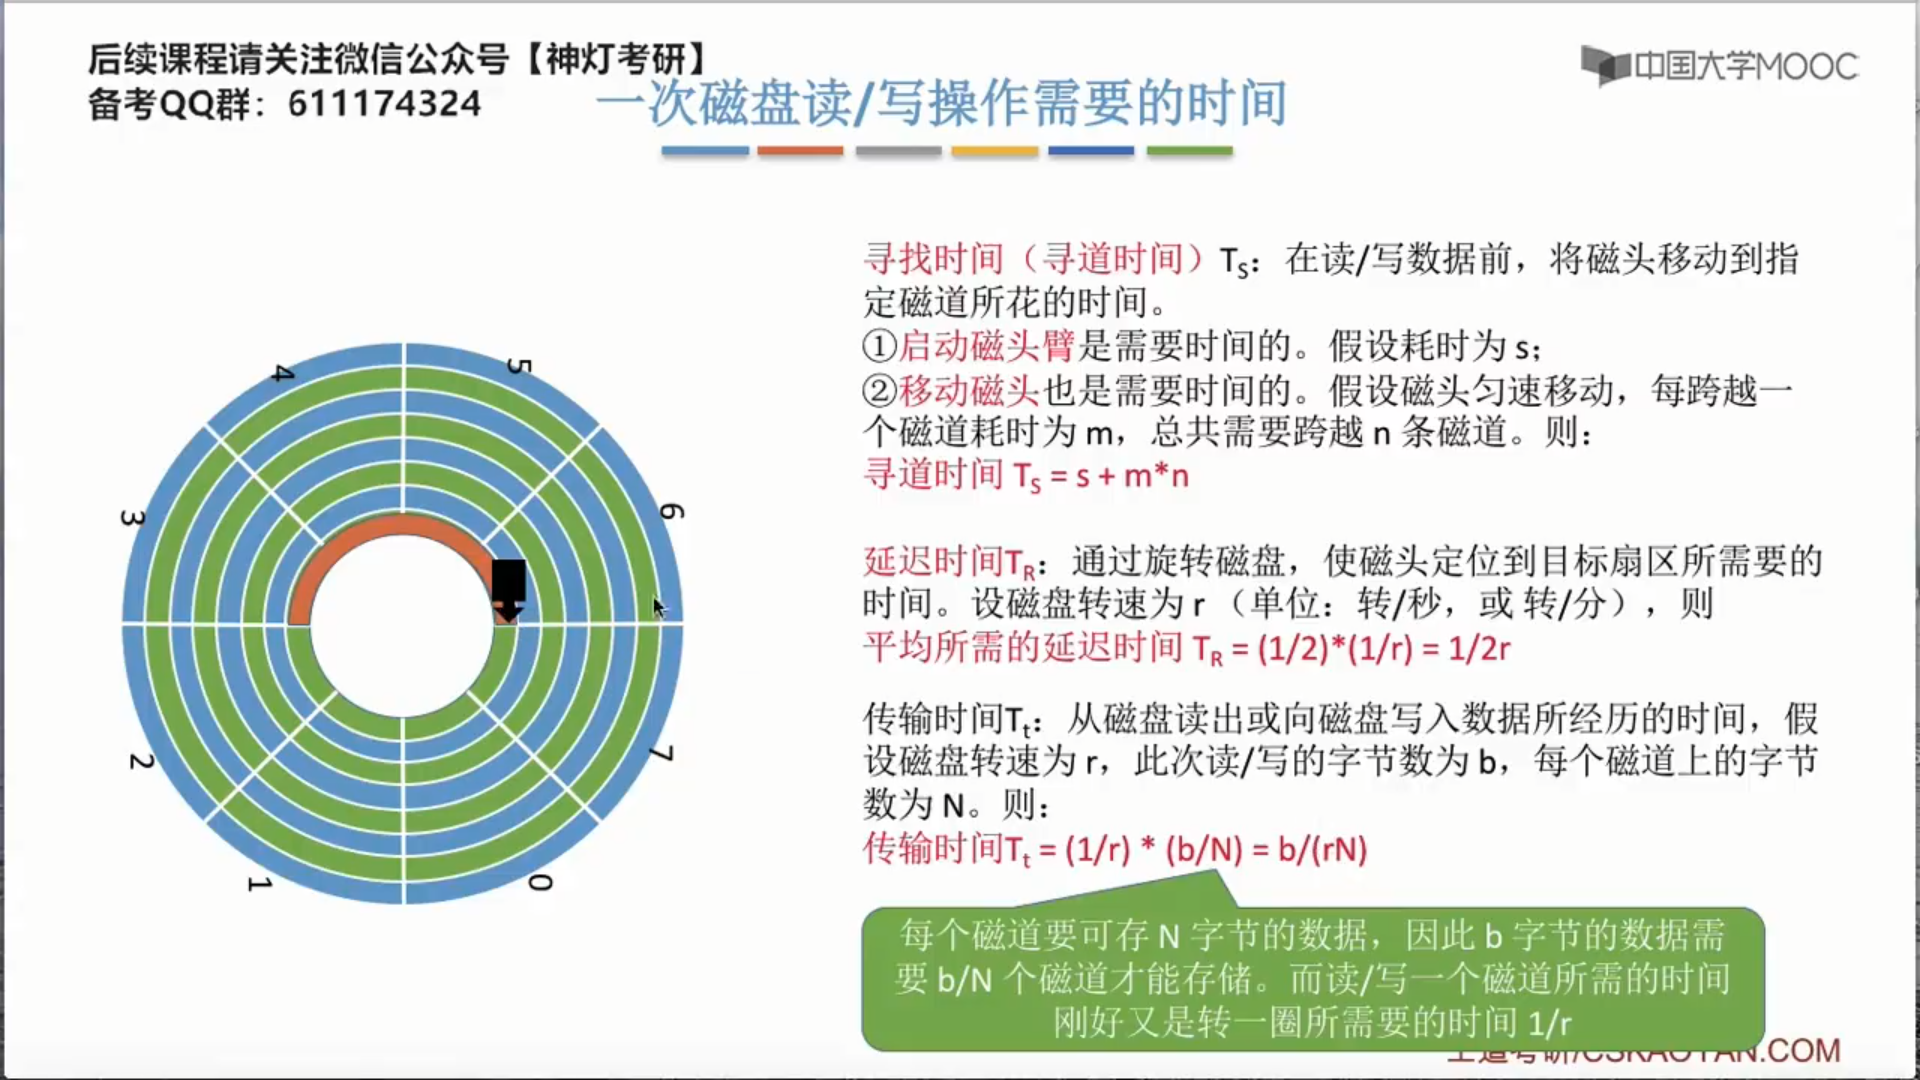 后续课程请关注微信公众号【神灯考研】
备考QQ群：611174324
中国大学MOOC
一次磁盘读/写操作需要的时间
寻找时间（寻道时间）TS：在读/写数据前，将磁头移动到指
定磁道所花的时间。
①启动磁头臂是需要时间的。假设耗时为 s；
②移动磁头也是需要时间的。假设磁头匀速移动，每跨越一
个磁道耗时为 m，总共需要跨越 n 条磁道。则：
寻道时间 TS = s + m*n
延迟时间TR：通过旋转磁盘，使磁头定位到目标扇区所需要的
时间。设磁盘转速为 r （单位：转/秒，或 转/分），则
平均所需的延迟时间 TR = (1/2)*(1/r) = 1/2r
传输时间Tt：从磁盘读出或向磁盘写入数据所经历的时间，假
设磁盘转速为 r，此次读/写的字节数为 b，每个磁道上的字节
数为 N。则：
传输时间Tt = (1/r) * (b/N) = b/(rN)
每个磁道要可存 N 字节的数据，因此 b 字节的数据需
要 b/N 个磁道才能存储。而读/写一个磁道所需的时间
刚好又是转一圈所需要的时间 1/r
王道考研/CSKAOYAN.COM
4
5
3
6
2
7
1
0